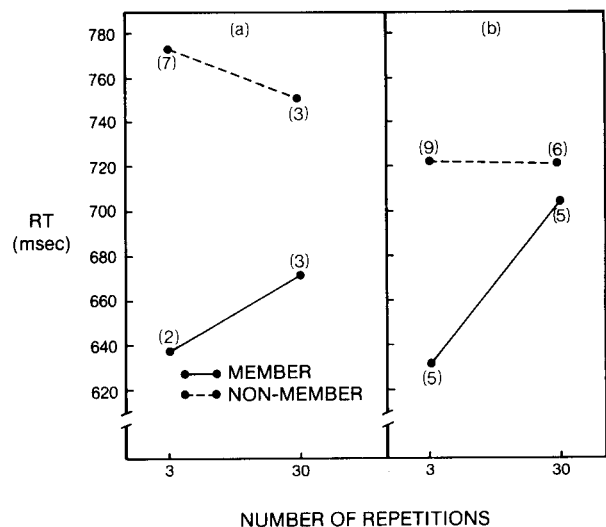 (a) (b)
780
760
740
720
700
680
660
640
620
RT
(msec)
(7)
(3)
(3)
(2)
(9) (6)
(5)
(5)
MEMBER
NON-MEMBER
3 30 3 30
NUMBER OF REPETITIONS